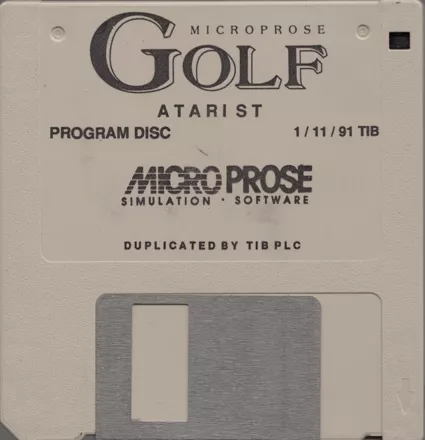 MICROPROSE
GOLF
ATARI ST
PROGRAM DISC 1/11/91 TIB
MICROPROSE
SIMULATION · SOFTWARE
DUPLICATED BY TIB PLC